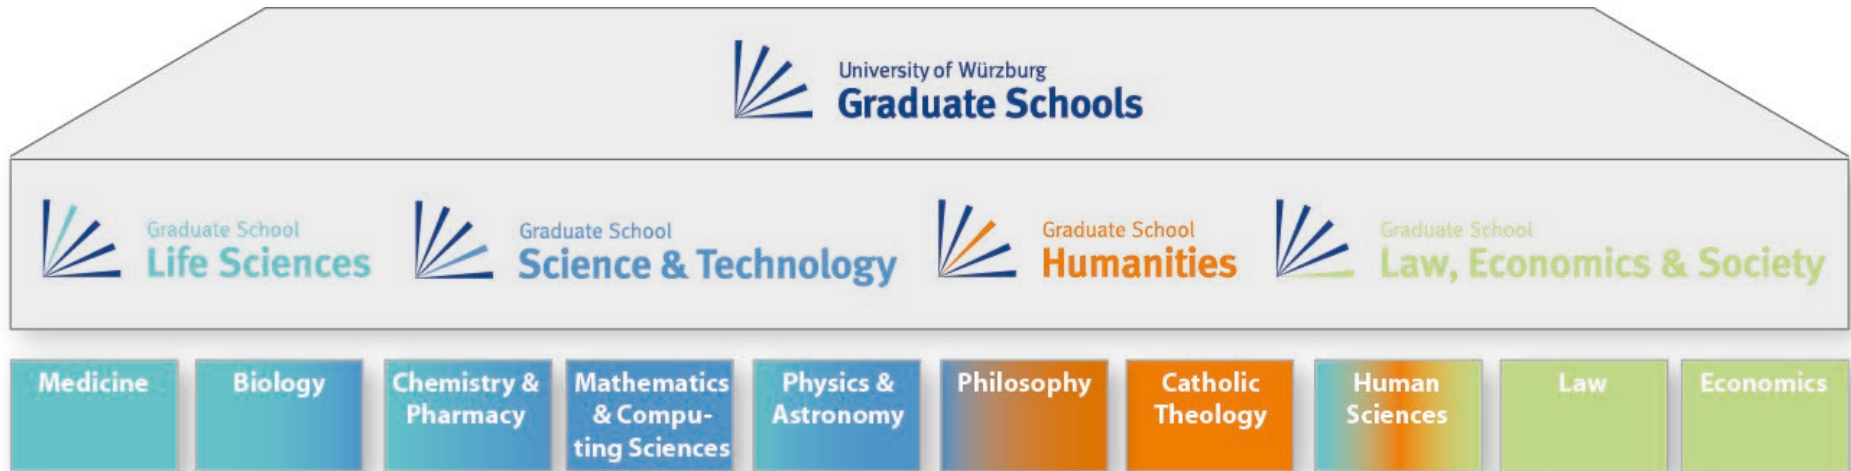 University of Würzburg
Graduate Schools
Graduate School
Life Sciences
Graduate School
Science & Technology
Graduate School
Humanities
Graduate School
Law, Economics & Society
Medicine
Biology
Chemistry &
Pharmacy
Mathematics
& Compu-
ting Sciences
Physics &
Astronomy
Philosophy
Catholic
Theology
Human
Sciences
Law
Economics